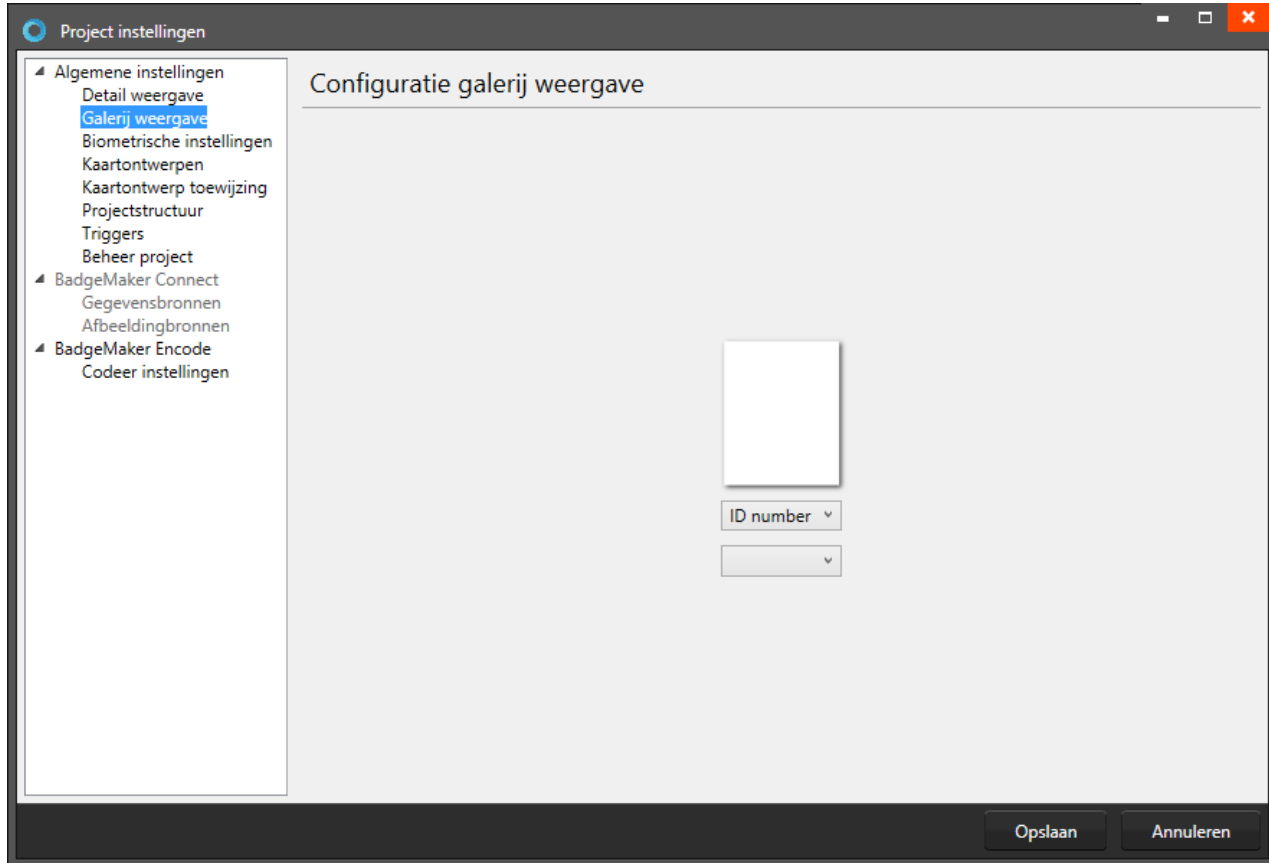 Project instellingen
Algemene instellingen
Detail weergave
Galerij weergave
Biometrische instellingen
Kaartontwerpen
Kaartontwerp toewijzing
Projectstructuur
Triggers
Beheer project
BadgeMaker Connect
Gegevensbronnen
Afbeeldingbronnen
BadgeMaker Encode
Codeer instellingen
Configuratie galerij weergave
ID number
Opslaan
Annuleren